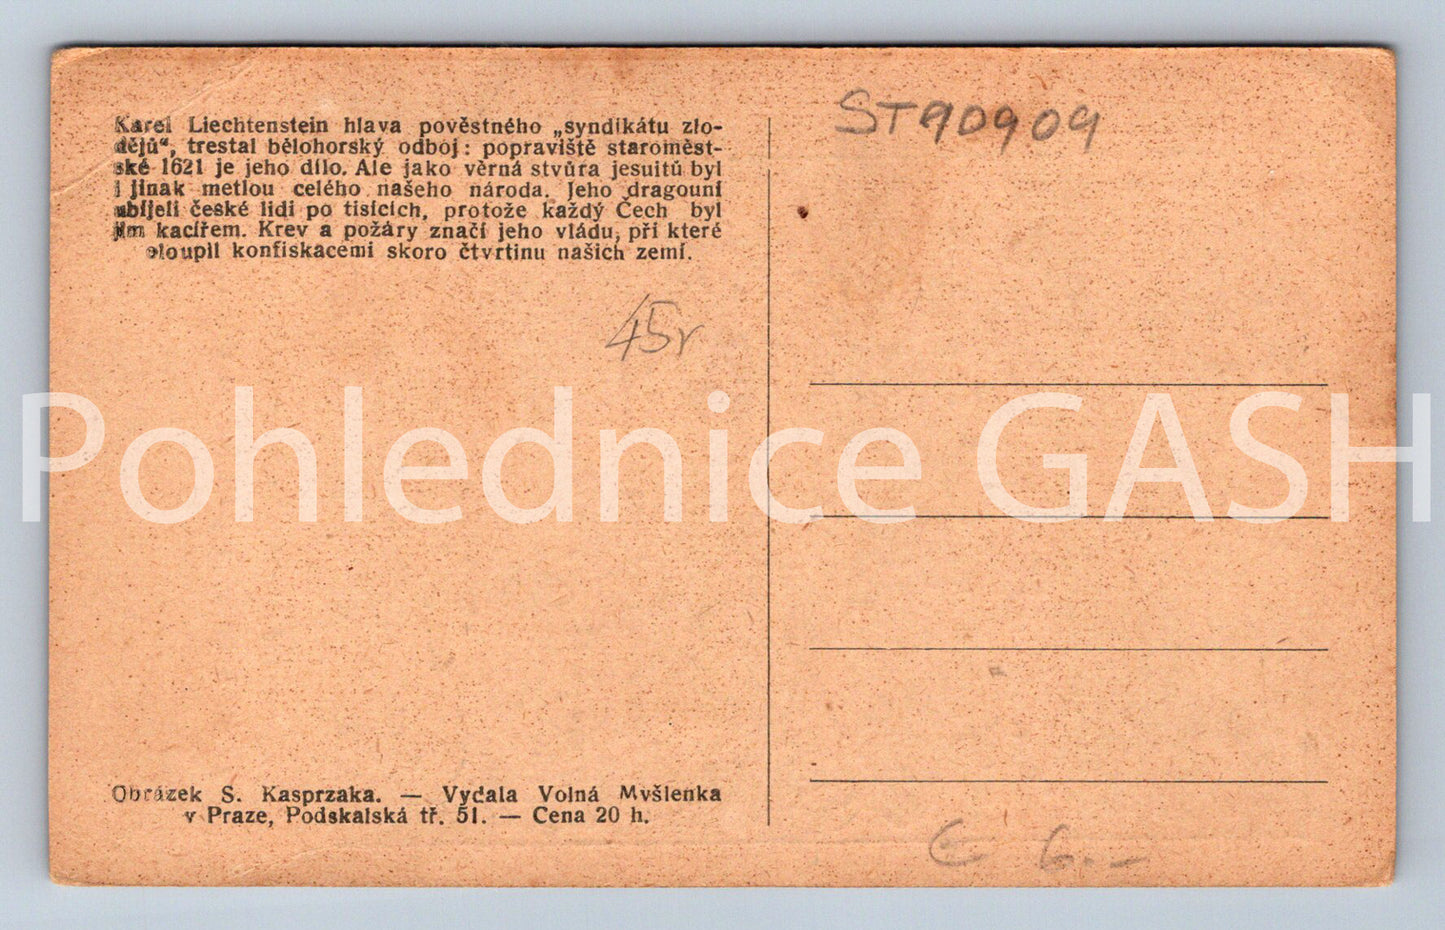 Karel Liechtenstein hlava pověstného „syndikátu zlo-
dějů“, trestal bělohorský odboj: popraviště staroměst-
ské 1621 je jeho dílo. Ale jako věrná stvůra jesuitů byl
i jinak metlou celého našeho národa. Jeho dragouni
ubíjeli české lidi po tisících, protože každý Čech byl
jim kacířem. Krev a požáry značí jeho vládu, při které
oloupil konfiskacemi skoro čtvrtinu našich zemí.
ST90909
45r
Pohlednice GASH
Obrázek S. Kasprzaka. — Vydala Volná Myšlenka
v Praze, Podskalská tř. 51. — Cena 20 h.
€ 6.-